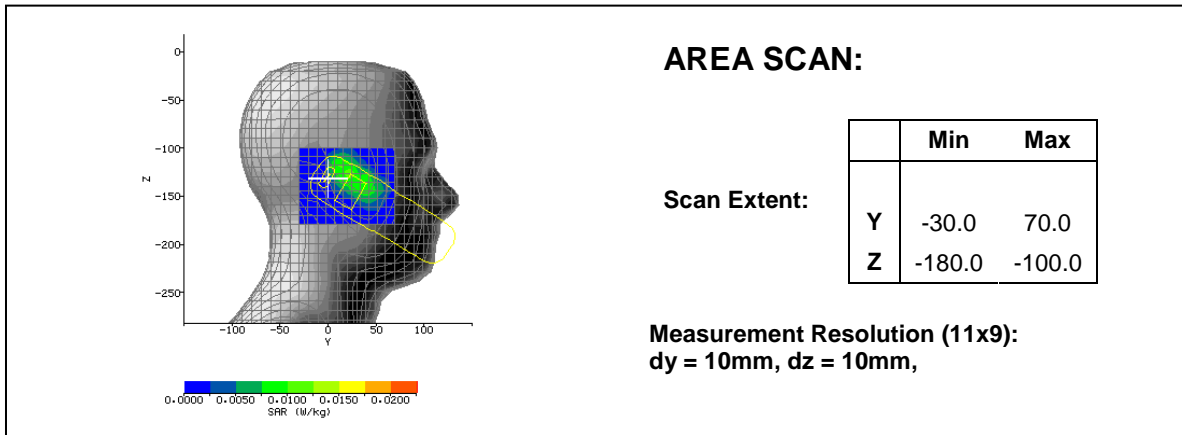 AREA SCAN:
Min Max
Scan Extent:
Y -30.0 70.0
Z -180.0 -100.0
Measurement Resolution (11x9):
dy = 10mm, dz = 10mm,
0
-50
-100
-150
-200
-250
Z
-100 -50 0 50 100
Y
0.0000 0.0050 0.0100 0.0150 0.0200
SAR (W/kg)